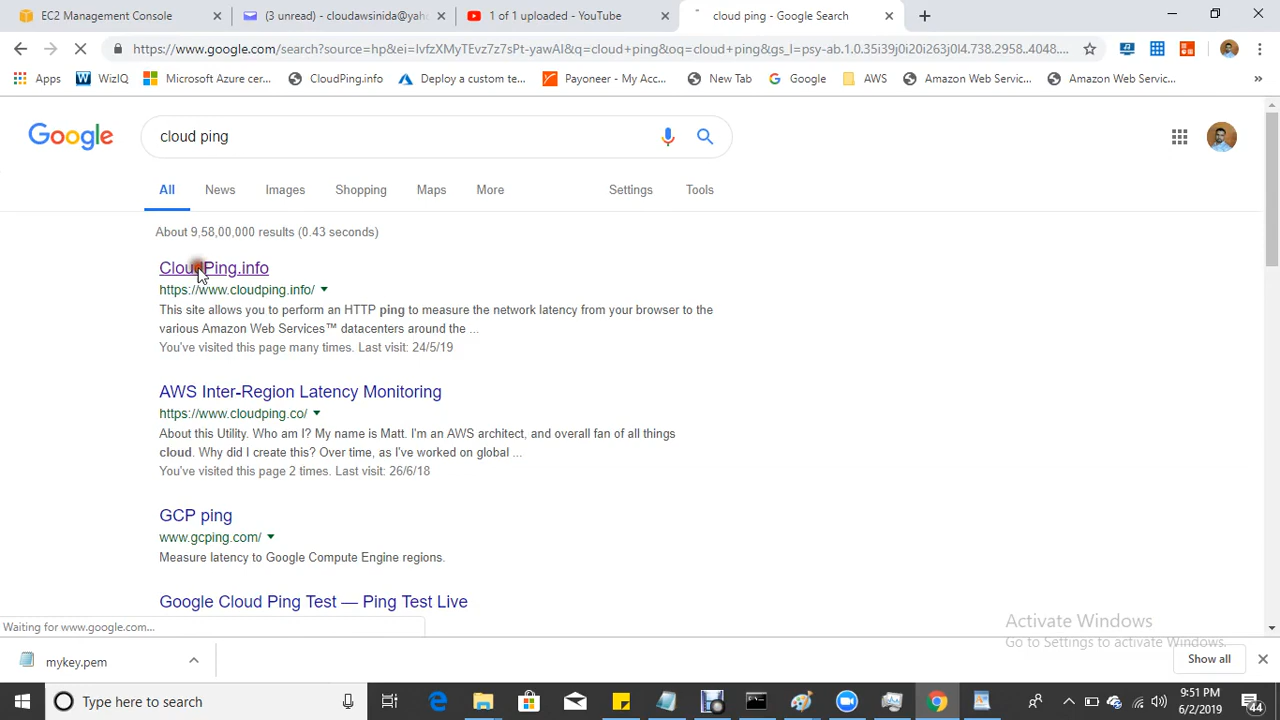 EC2 Management Console
(3 unread) - cloudawsinida@yah
1 of 1 uploaded - YouTube
cloud ping - Google Search
https://www.google.com/search?source=hp&ei=IvfzXMyTEvz7z7sPt-yawAI&q=cloud+ping&oq=cloud+ping&gs_l=psy-ab.1.0.35i39j0i20i263j0l4.738.2958..4048....
Apps
WizIQ
Microsoft Azure cer...
CloudPing.info
Deploy a custom te...
Payoneer - My Acc...
New Tab
Google
AWS
Amazon Web Servic...
Amazon Web Servic...
»
Google
cloud ping
All
News
Images
Shopping
Maps
More
Settings
Tools
About 9,58,00,000 results (0.43 seconds)
CloudPing.info
https://www.cloudping.info/
This site allows you to perform an HTTP ping to measure the network latency from your browser to the
various Amazon Web Services™ datacenters around the ...
You've visited this page many times. Last visit: 24/5/19
AWS Inter-Region Latency Monitoring
https://www.cloudping.co/
About this Utility. Who am I? My name is Matt. I'm an AWS architect, and overall fan of all things
cloud. Why did I create this? Over time, as I've worked on global ...
You've visited this page 2 times. Last visit: 26/6/18
GCP ping
www.gcping.com/
Measure latency to Google Compute Engine regions.
Google Cloud Ping Test — Ping Test Live
Waiting for www.google.com...
Activate Windows
Go to Settings to activate Windows.
mykey.pem
Show all
Type here to search
9:51 PM
6/2/2019
44